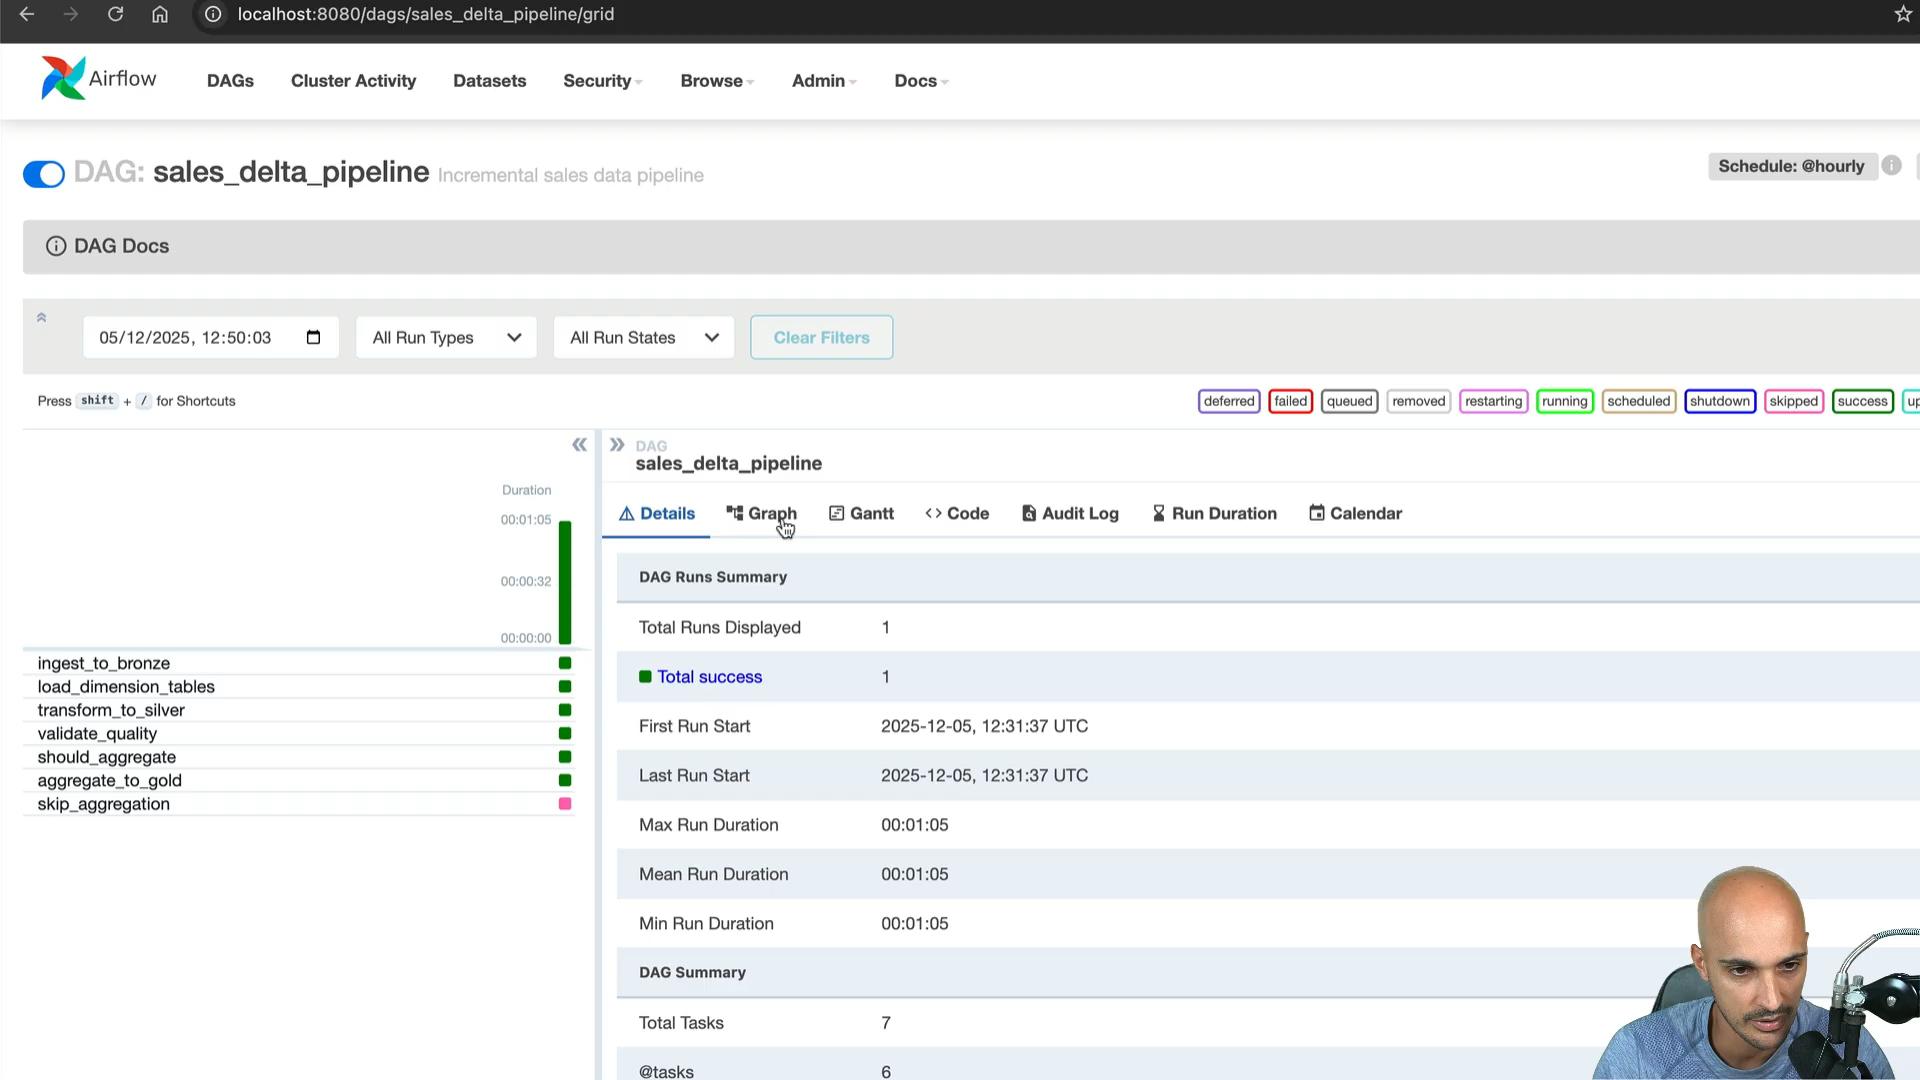 localhost:8080/dags/sales_delta_pipeline/grid
Airflow
DAGs
Cluster Activity
Datasets
Security
Browse
Admin
Docs
DAG: sales_delta_pipeline Incremental sales data pipeline
Schedule: @hourly
DAG Docs
05/12/2025, 12:50:03
All Run Types
All Run States
Clear Filters
Press shift + / for Shortcuts
deferred
failed
queued
removed
restarting
running
scheduled
shutdown
skipped
success
up
DAG
sales_delta_pipeline
Duration
00:01:05
00:00:32
00:00:00
ingest_to_bronze
load_dimension_tables
transform_to_silver
validate_quality
should_aggregate
aggregate_to_gold
skip_aggregation
Details
Graph
Gantt
Code
Audit Log
Run Duration
Calendar
DAG Runs Summary
Total Runs Displayed 1
Total success 1
First Run Start 2025-12-05, 12:31:37 UTC
Last Run Start 2025-12-05, 12:31:37 UTC
Max Run Duration 00:01:05
Mean Run Duration 00:01:05
Min Run Duration 00:01:05
DAG Summary
Total Tasks 7
@tasks 6